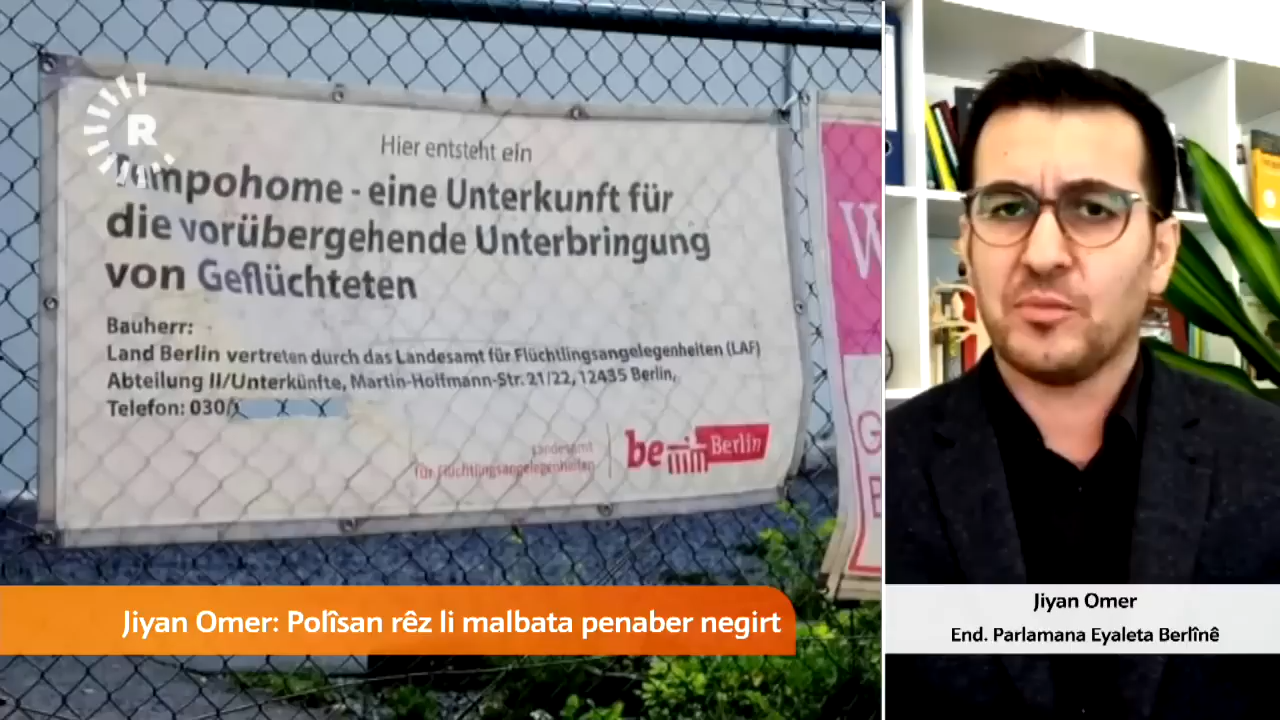 R
Hier entsteht ein
Tempohome - eine Unterkunft für
die vorübergehende Unterbringung
von Geflüchteten
Bauherr:
Land Berlin vertreten durch das Landesamt für Flüchtlingsangelegenheiten (LAF)
Abteilung II/Unterkünfte, Martin-Hoffmann-Str. 21/22, 12435 Berlin,
Telefon: 030/
Landesamt
für Flüchtlingsangelegenheiten
be Berlin
W
G
B
Jiyan Omer: Polîsan rêz li malbata penaber negirt
Jiyan Omer
End. Parlamana Eyaleta Berlînê